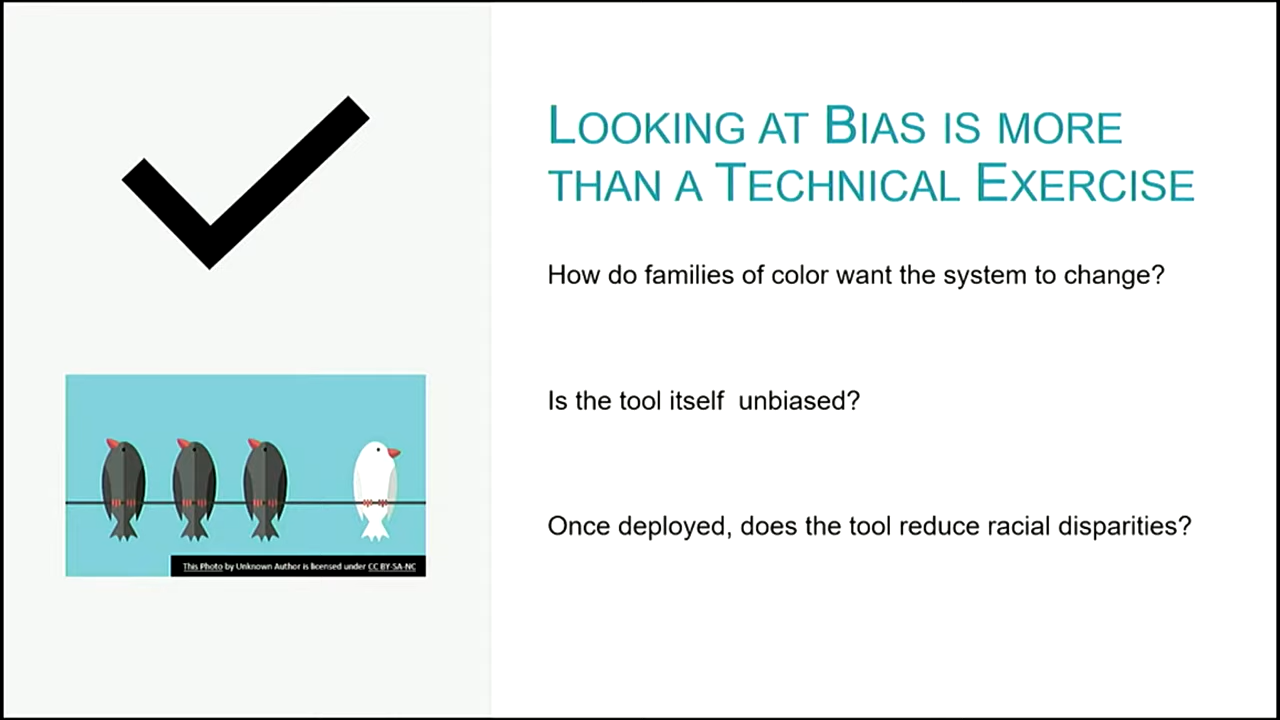 Looking at Bias is more
than a Technical Exercise
How do families of color want the system to change?
Is the tool itself  unbiased?
Once deployed, does the tool reduce racial disparities?
This Photo by Unknown Author is licensed under CC BY-SA-NC